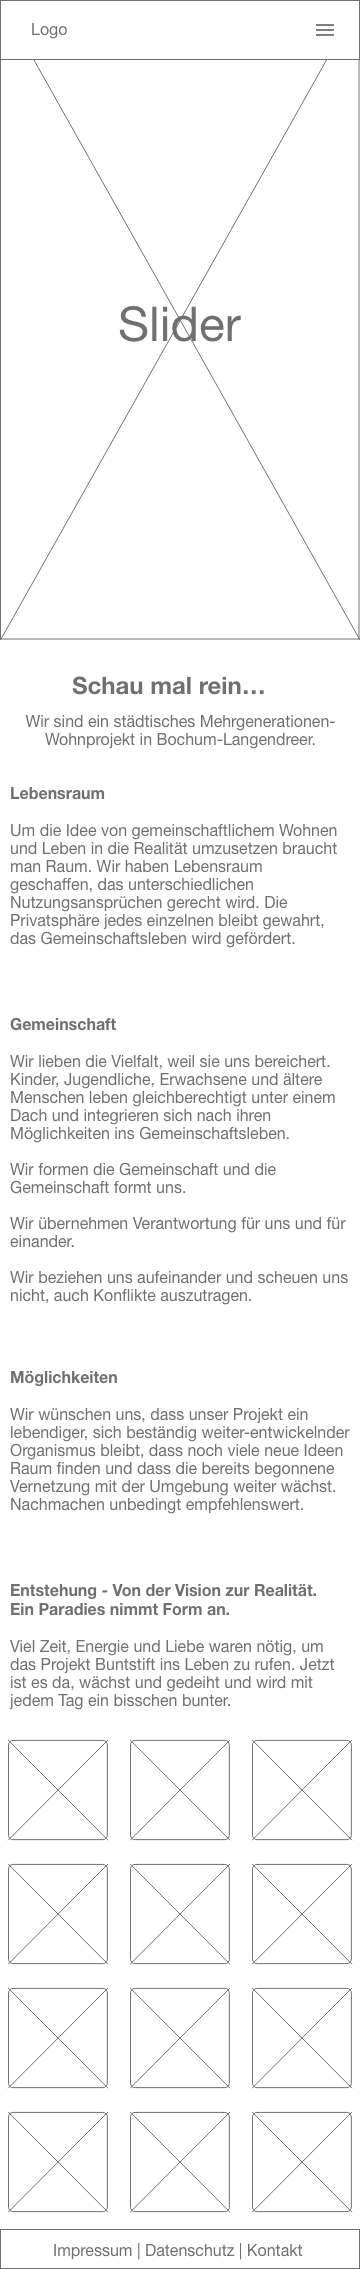 Logo
Slider
Schau mal rein...
Wir sind ein städtisches Mehrgenerationen-
Wohnprojekt in Bochum-Langendreer.
Lebensraum
Um die Idee von gemeinschaftlichem Wohnen
und Leben in die Realität umzusetzen braucht
man Raum. Wir haben Lebensraum
geschaffen, das unterschiedlichen
Nutzungsansprüchen gerecht wird. Die
Privatsphäre jedes einzelnen bleibt gewahrt,
das Gemeinschaftsleben wird gefördert.
Gemeinschaft
Wir lieben die Vielfalt, weil sie uns bereichert.
Kinder, Jugendliche, Erwachsene und ältere
Menschen leben gleichberechtigt unter einem
Dach und integrieren sich nach ihren
Möglichkeiten ins Gemeinschaftsleben.
Wir formen die Gemeinschaft und die
Gemeinschaft formt uns.
Wir übernehmen Verantwortung für uns und für
einander.
Wir beziehen uns aufeinander und scheuen uns
nicht, auch Konflikte auszutragen.
Möglichkeiten
Wir wünschen uns, dass unser Projekt ein
lebendiger, sich beständig weiter-entwickelnder
Organismus bleibt, dass noch viele neue Ideen
Raum finden und dass die bereits begonnene
Vernetzung mit der Umgebung weiter wächst.
Nachmachen unbedingt empfehlenswert.
Entstehung - Von der Vision zur Realität.
Ein Paradies nimmt Form an.
Viel Zeit, Energie und Liebe waren nötig, um
das Projekt Buntstift ins Leben zu rufen. Jetzt
ist es da, wächst und gedeiht und wird mit
jedem Tag ein bisschen bunter.
Impressum | Datenschutz | Kontakt